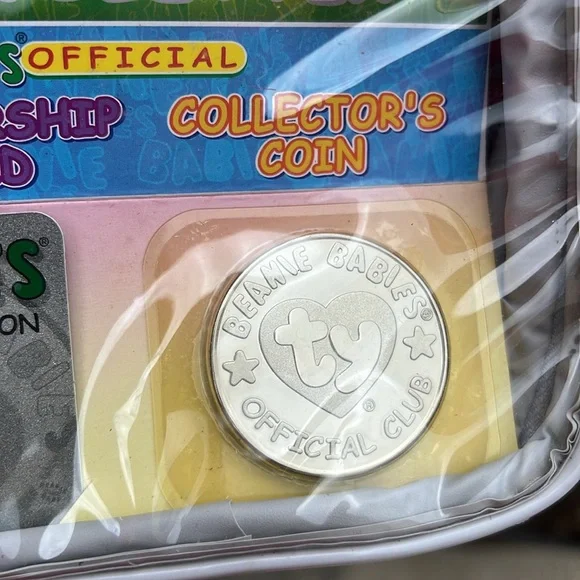 S® OFFICIAL
RSHIP
D
COLLECTOR'S
COIN
S®
ON
BEANIE BABIES®
ty®
OFFICIAL CLUB